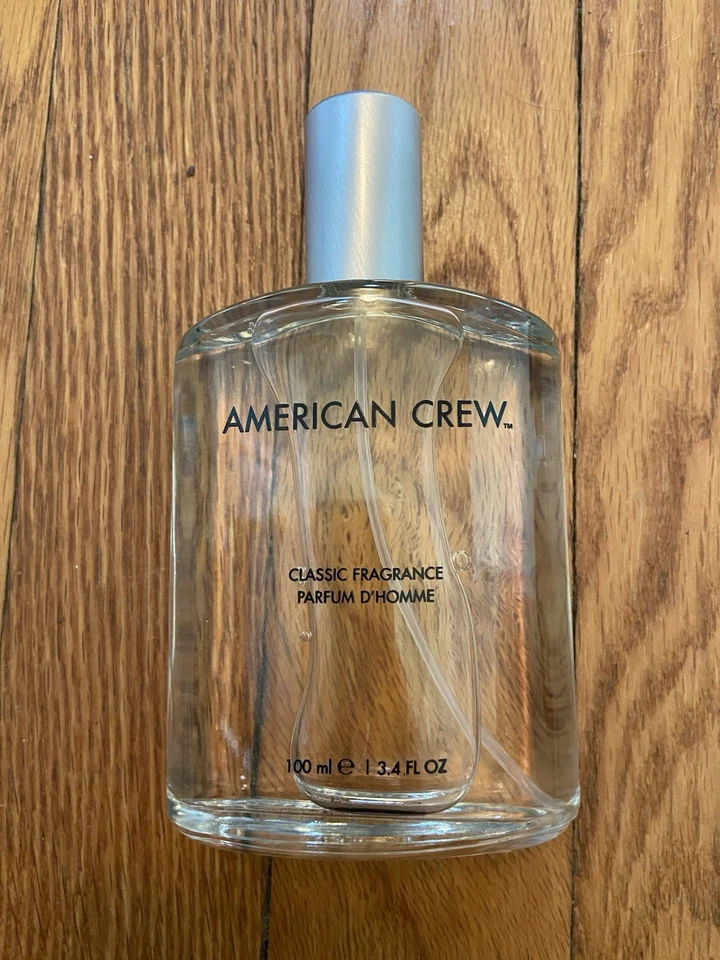 AMERICAN CREW™
CLASSIC FRAGRANCE
PARFUM D'HOMME
100 ml ℮ | 3.4 FL OZ